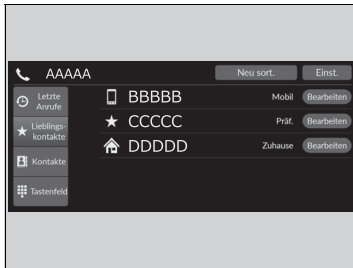 AAAAA Neu sort. Einst.
Letzte
Anrufe
BBBBB Mobil Bearbeiten
Lieblings-
kontakte
CCCCC Präf. Bearbeiten
DDDDD Zuhause Bearbeiten
Kontakte
Tastenfeld